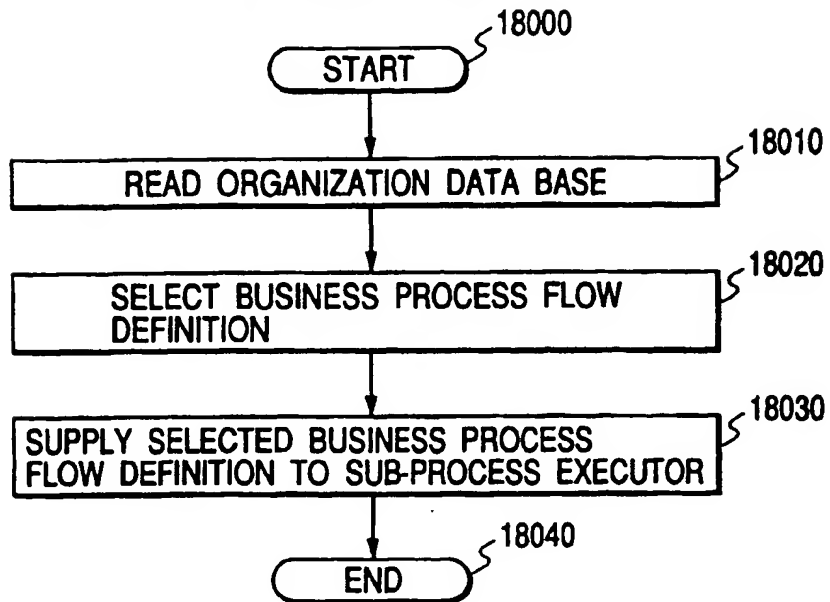 18000
START
18010
READ ORGANIZATION DATA BASE
18020
SELECT BUSINESS PROCESS FLOW
DEFINITION
18030
SUPPLY SELECTED BUSINESS PROCESS
FLOW DEFINITION TO SUB-PROCESS EXECUTOR
18040
END